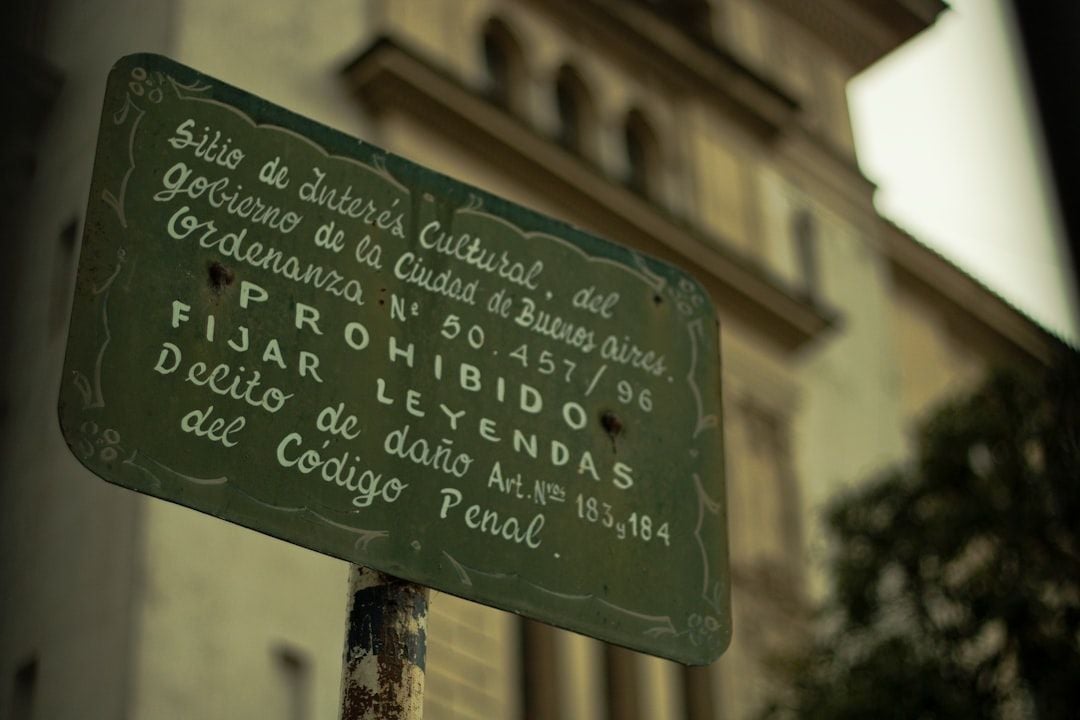 Sitio de Interés Cultural. del
Gobierno de la Ciudad de Buenos Aires.
Ordenanza Nº 50.457/96
PROHIBIDO
FIJAR LEYENDAS
Delito de daño Art. Nros 183 y 184
del Código Penal.